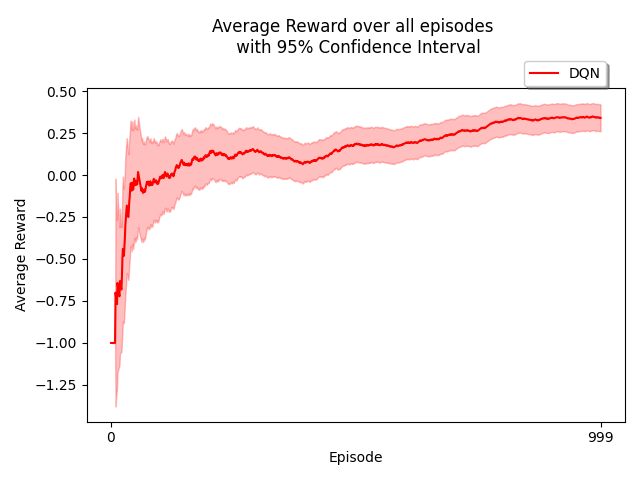 Average Reward over all episodes
with 95% Confidence Interval
DQN
0.50
0.25
0.00
−0.25
−0.50
−0.75
−1.00
−1.25
Average Reward
0
999
Episode